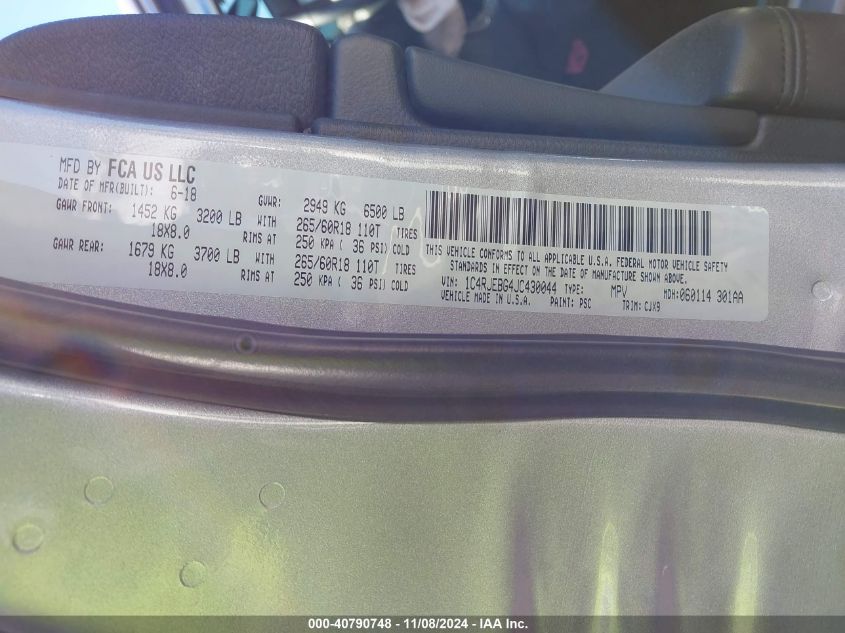 MFD BY FCA US LLC
DATE OF MFR(BUILT): 6-18 GVWR: 2949 KG 6500 LB
GAWR FRONT: 1452 KG 3200 LB WITH 265/60R18 110T TIRES
18X8.0 RIMS AT 250 KPA ( 36 PSI) COLD
GAWR REAR: 1679 KG 3700 LB WITH 265/60R18 110T TIRES
18X8.0 RIMS AT 250 KPA ( 36 PSI) COLD
THIS VEHICLE CONFORMS TO ALL APPLICABLE U.S.A. FEDERAL MOTOR VEHICLE SAFETY
STANDARDS IN EFFECT ON THE DATE OF MANUFACTURE SHOWN ABOVE.
VIN: 1C4RJEBG4JC430044 TYPE: MPV MDH:060114 301AA
VEHICLE MADE IN U.S.A. PAINT: PSC TRIM: CJX9
000-40790748 - 11/08/2024 - IAA Inc.